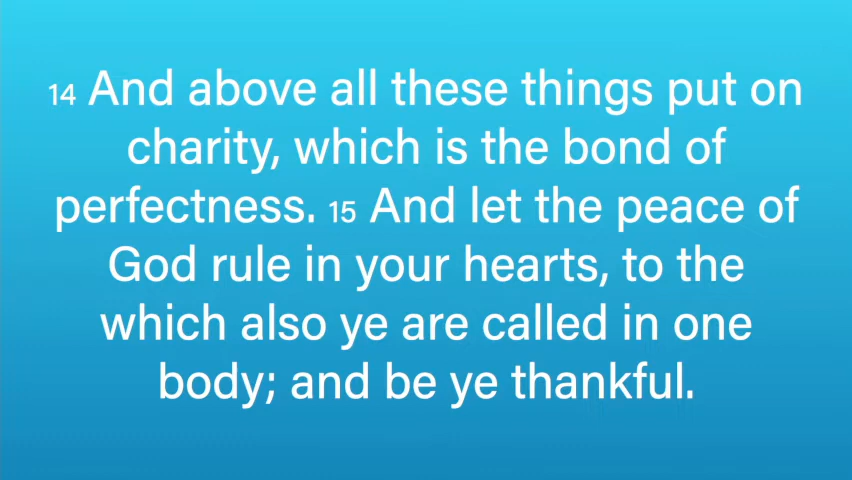 14 And above all these things put on
charity, which is the bond of
perfectness. 15 And let the peace of
God rule in your hearts, to the
which also ye are called in one
body; and be ye thankful.